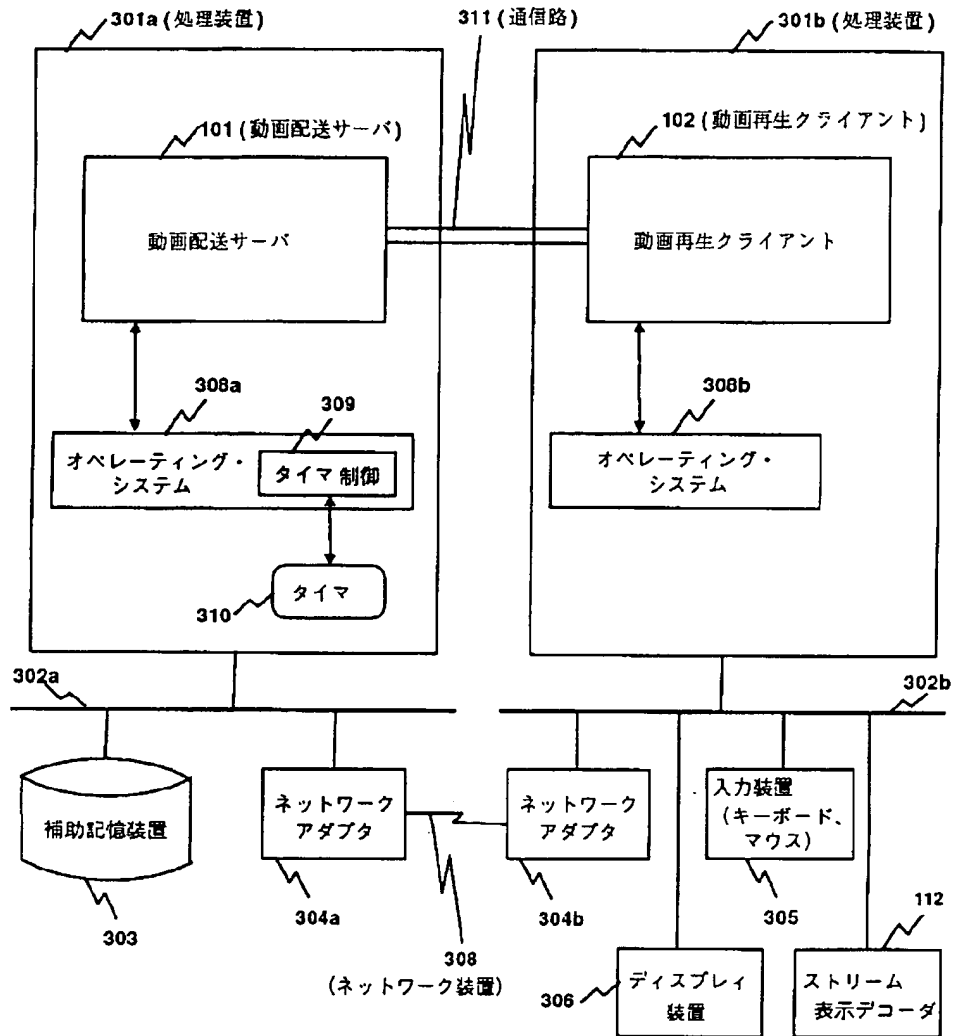 301a (処理装置)
311 (通信路)
301b (処理装置)
101 (動画配送サーバ)
102 (動画再生クライアント)
動画配送サーバ
動画再生クライアント
308a
309
308b
オペレーティング・
システム
タイマ 制御
オペレーティング・
システム
タイマ
310
302a
302b
補助記憶装置
ネットワーク
アダプタ
ネットワーク
アダプタ
入力装置
(キーボード、
マウス)
303
304a
304b
305
112
308
(ネットワーク装置)
306
ディスプレイ
装置
ストリーム
表示デコーダ